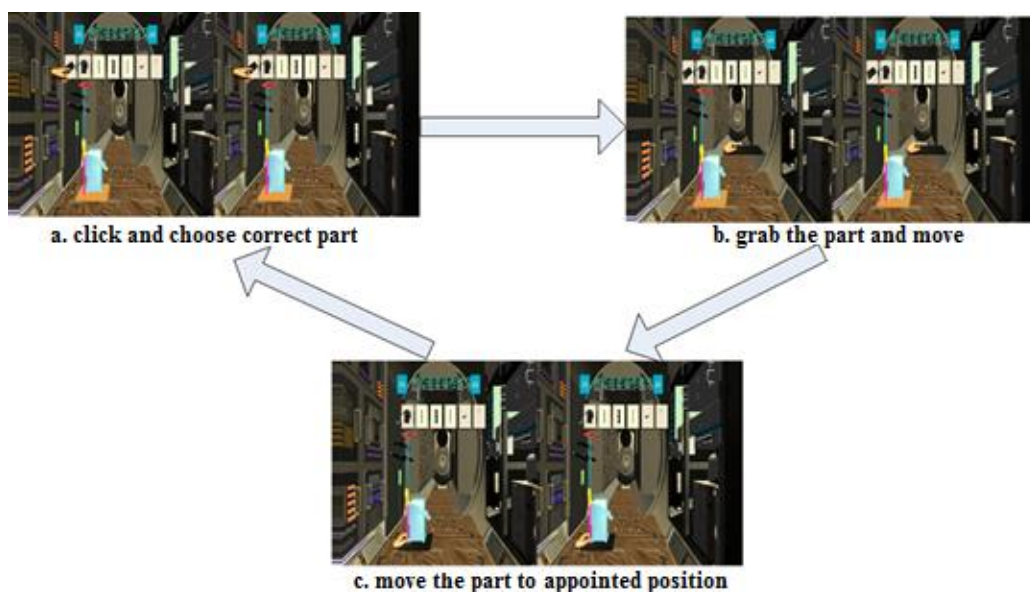 a. click and choose correct part
b. grab the part and move
c. move the part to appointed position